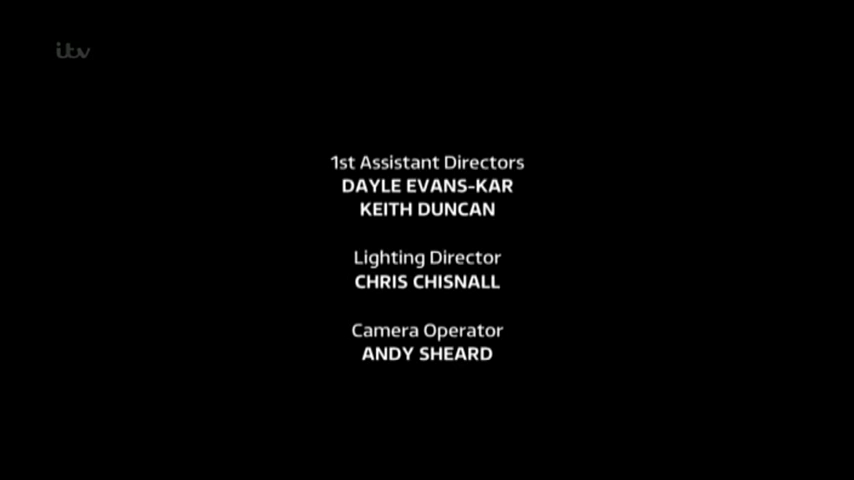 itv
1st Assistant Directors
DAYLE EVANS-KAR
KEITH DUNCAN
Lighting Director
CHRIS CHISNALL
Camera Operator
ANDY SHEARD